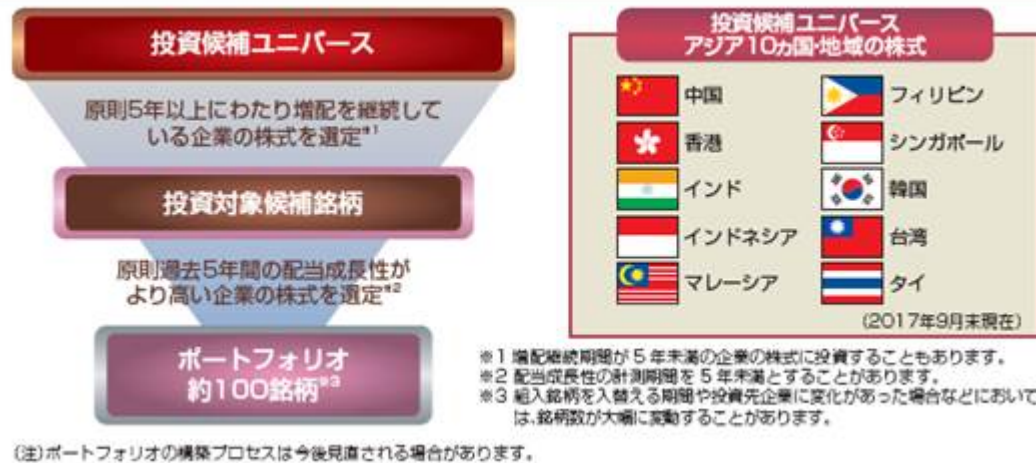 投資候補ユニバース
原則5年以上にわたり増配を継続して
いる企業の株式を選定※1
投資対象候補銘柄
原則過去5年間の配当成長性が
より高い企業の株式を選定※2
ポートフォリオ
約100銘柄※3
投資候補ユニバース
アジア10ヵ国・地域の株式
中国
フィリピン
香港
シンガポール
インド
韓国
インドネシア
台湾
マレーシア
タイ
(2017年9月末現在)
※1 増配継続期間が5年未満の企業の株式に投資することもあります。
※2 配当成長性の計測期間を5年未満とすることがあります。
※3 組入銘柄を入替える期間や投資先企業に変化があった場合などにおいて
は、銘柄数が大幅に変動することがあります。
(注)ポートフォリオの構築プロセスは今後見直される場合があります。